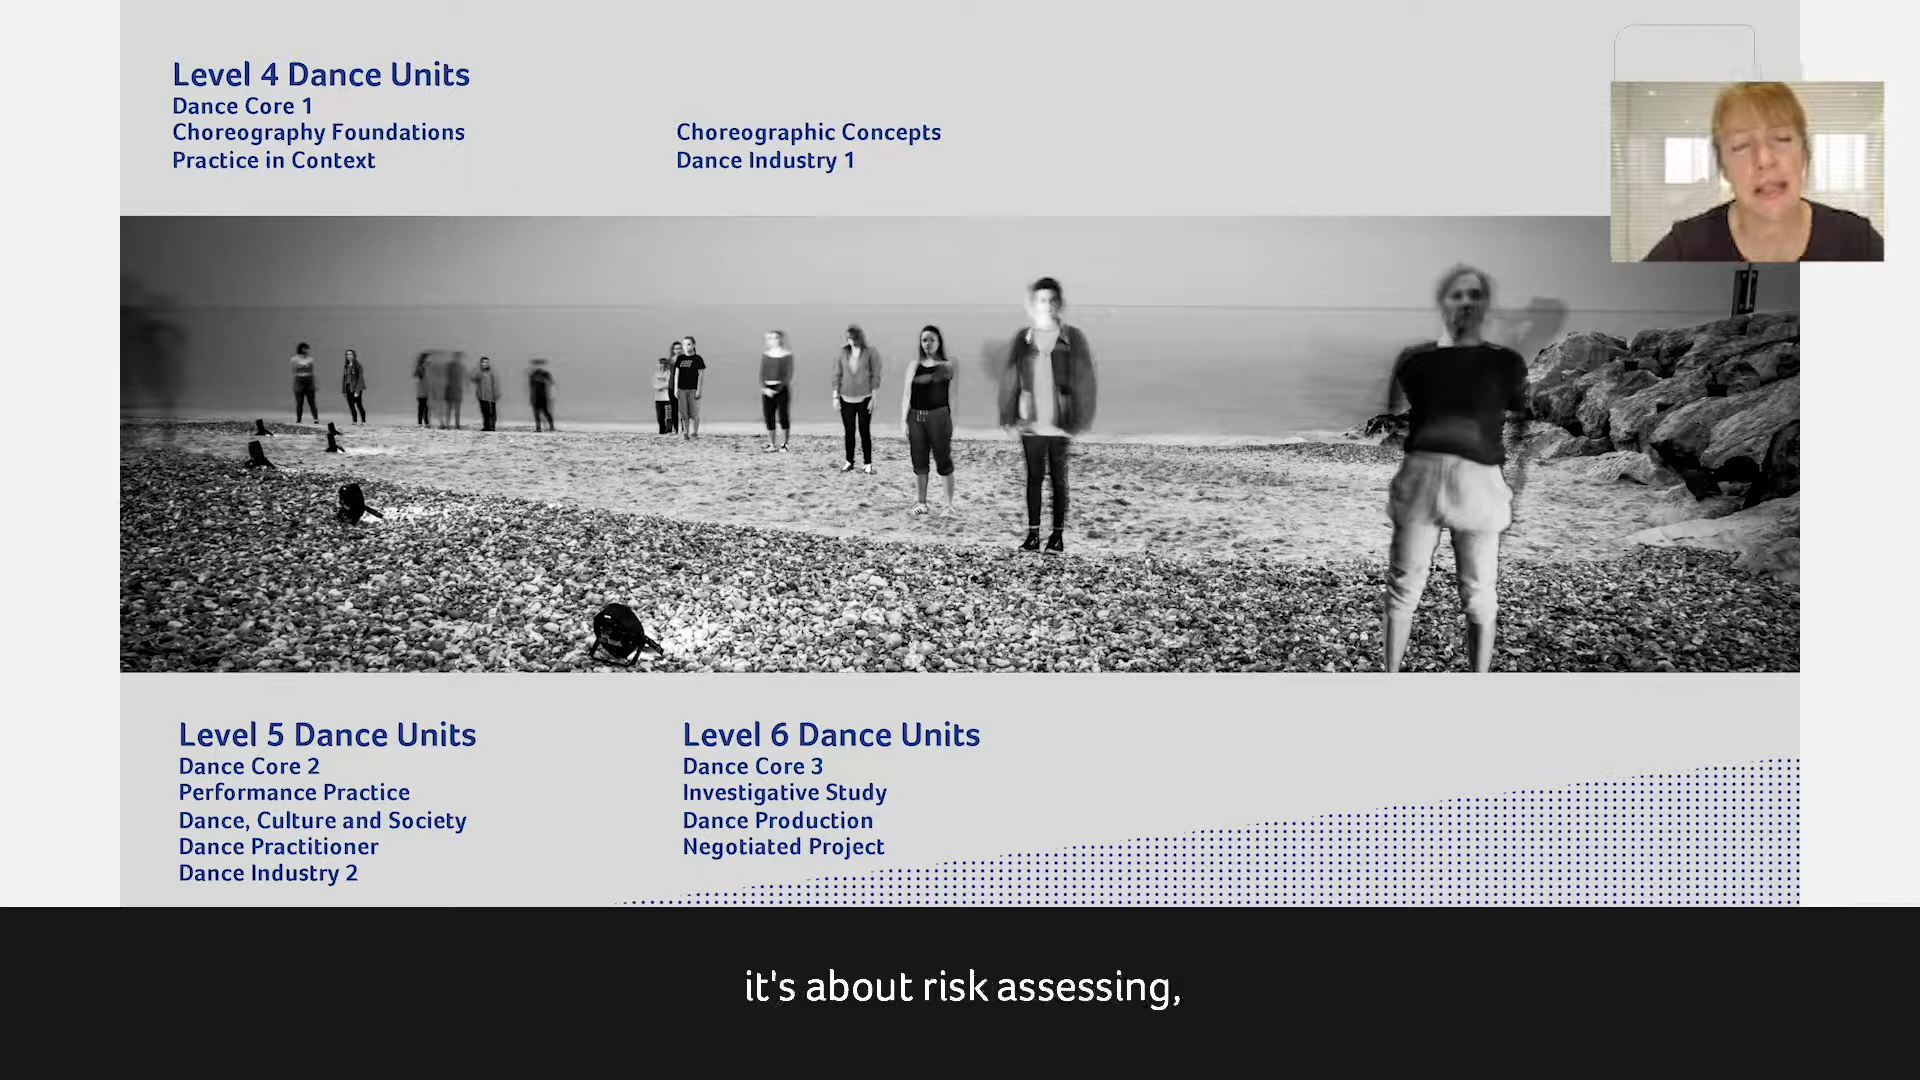 Level 4 Dance Units
Dance Core 1
Choreography Foundations
Practice in Context
Choreographic Concepts
Dance Industry 1
Level 5 Dance Units
Dance Core 2
Performance Practice
Dance, Culture and Society
Dance Practitioner
Dance Industry 2
Level 6 Dance Units
Dance Core 3
Investigative Study
Dance Production
Negotiated Project
it's about risk assessing,